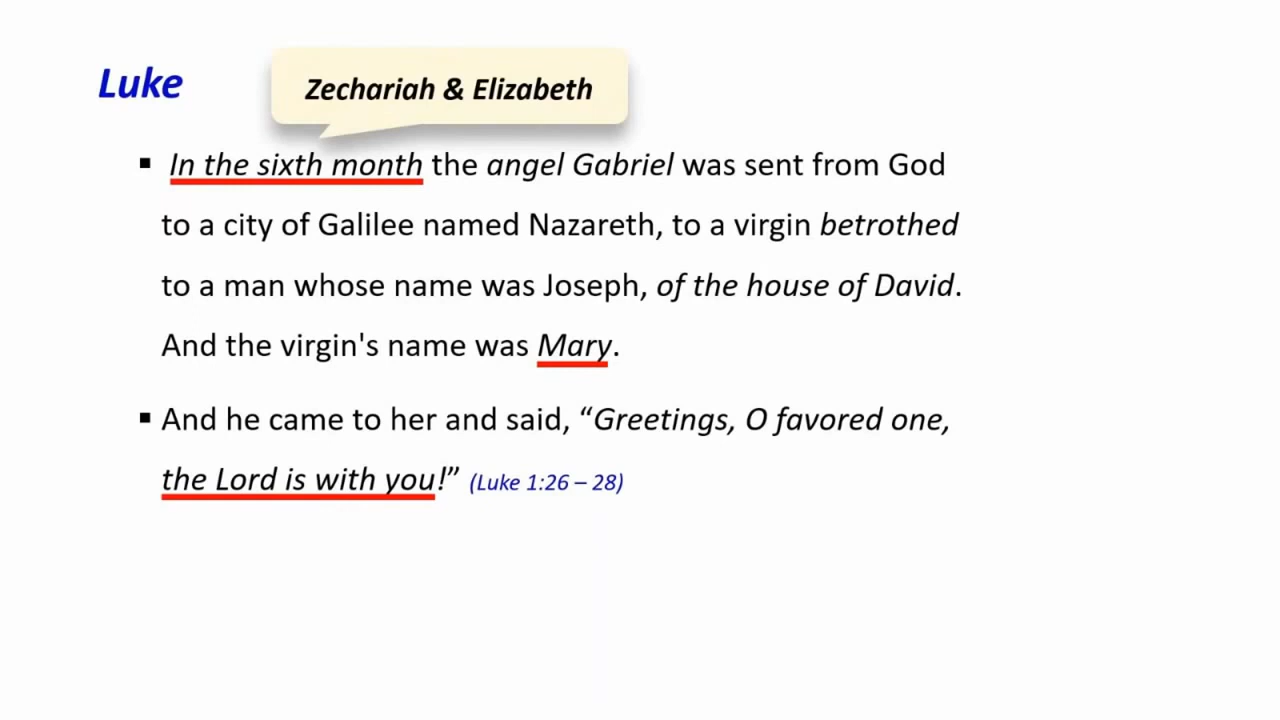 Luke
Zechariah & Elizabeth
▪ In the sixth month the angel Gabriel was sent from God
to a city of Galilee named Nazareth, to a virgin betrothed
to a man whose name was Joseph, of the house of David.
And the virgin's name was Mary.
▪ And he came to her and said, “Greetings, O favored one,
the Lord is with you!” (Luke 1:26 – 28)